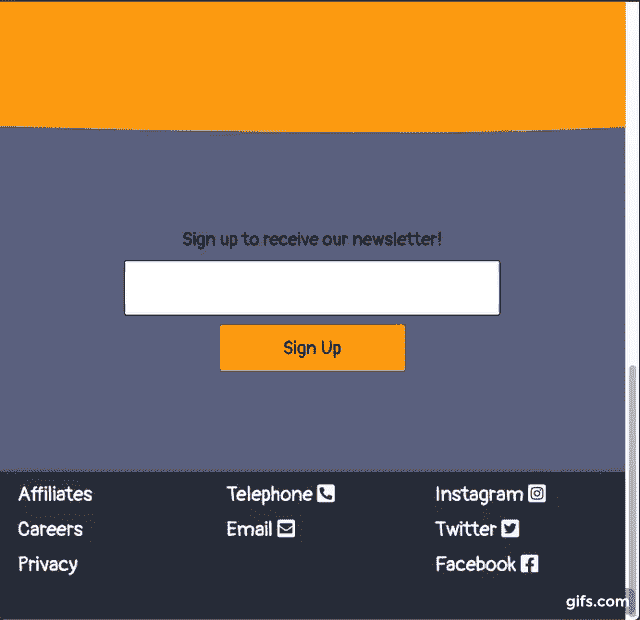 Sign up to receive our newsletter!
Sign Up
Affiliates
Careers
Privacy
Telephone
Email
Instagram
Twitter
Facebook
gifs.com